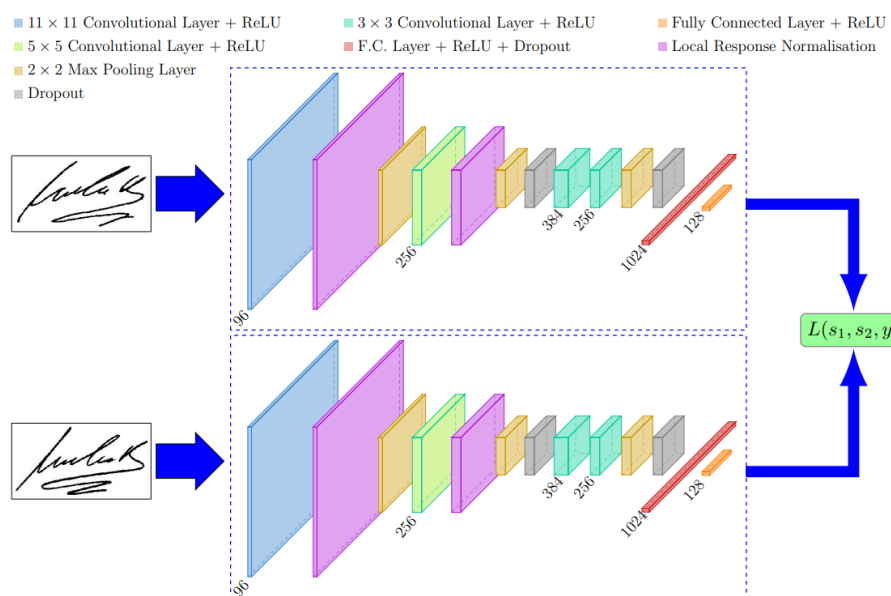 11 × 11 Convolutional Layer + ReLU
3 × 3 Convolutional Layer + ReLU
Fully Connected Layer + ReLU
5 × 5 Convolutional Layer + ReLU
F.C. Layer + ReLU + Dropout
Local Response Normalisation
2 × 2 Max Pooling Layer
Dropout
96
256
384
256
1024
128
L(s₁, s₂, y
96
256
384
256
1024
128